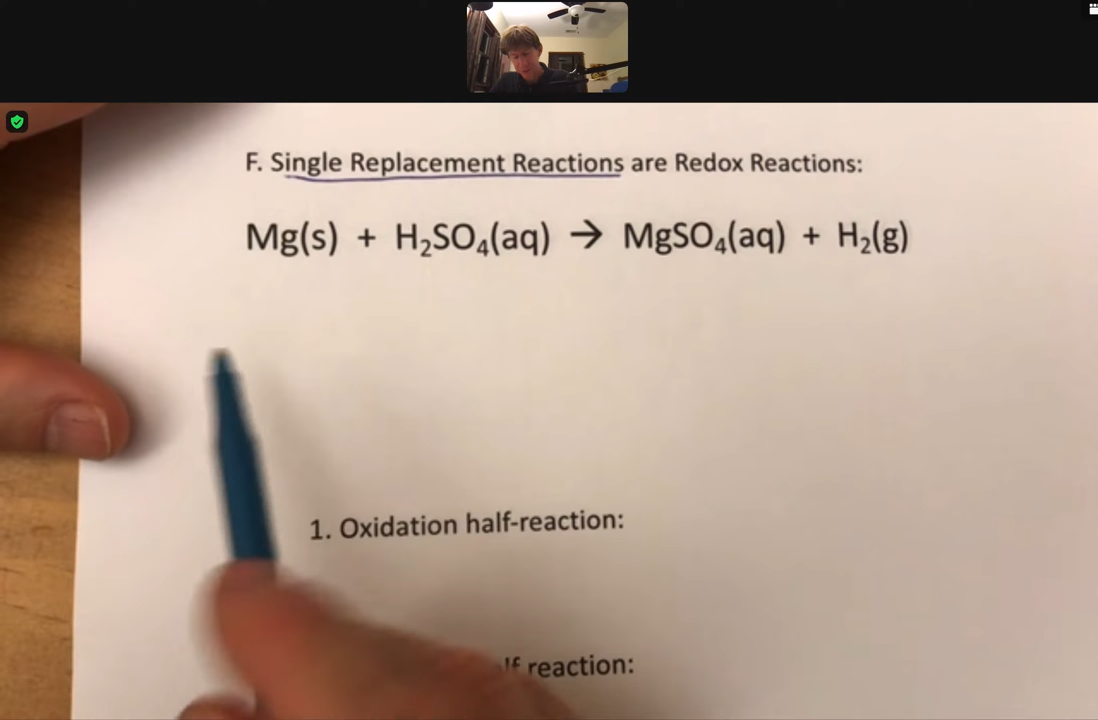 F. Single Replacement Reactions are Redox Reactions:
Mg(s) + H₂SO₄(aq) → MgSO₄(aq) + H₂(g)
1. Oxidation half-reaction:
reaction: